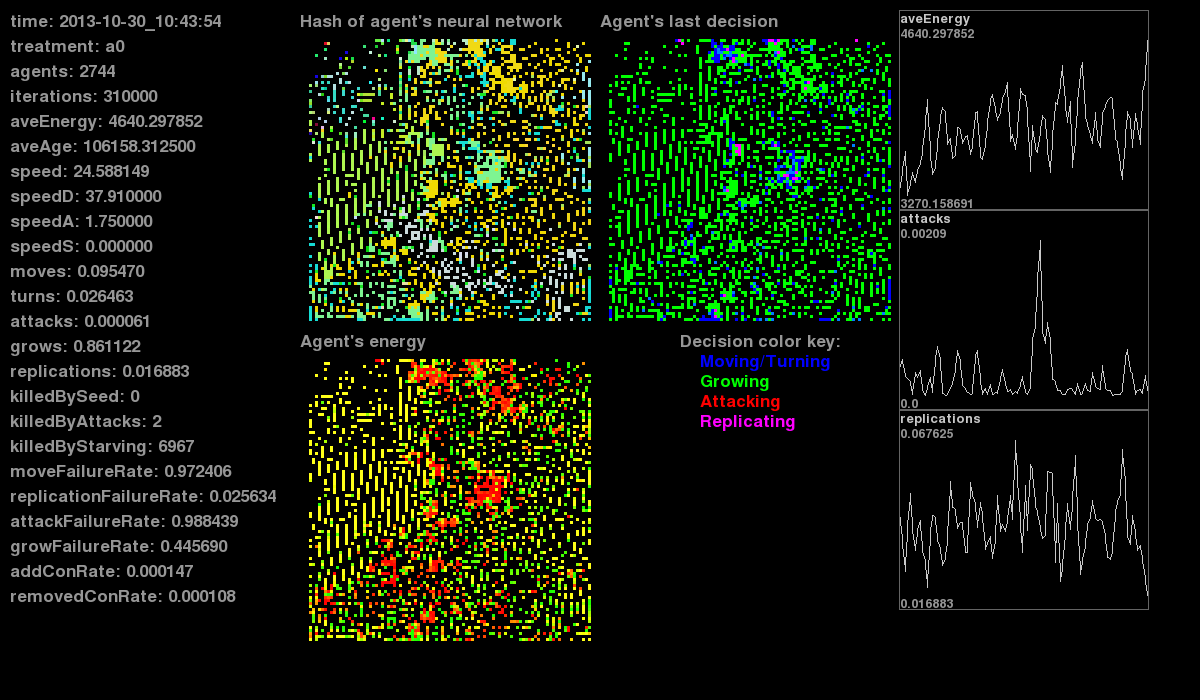 time: 2013-10-30_10:43:54
treatment: a0
agents: 2744
iterations: 310000
aveEnergy: 4640.297852
aveAge: 106158.312500
speed: 24.588149
speedD: 37.910000
speedA: 1.750000
speedS: 0.000000
moves: 0.095470
turns: 0.026463
attacks: 0.000061
grows: 0.861122
replications: 0.016883
killedBySeed: 0
killedByAttacks: 2
killedByStarving: 6967
moveFailureRate: 0.972406
replicationFailureRate: 0.025634
attackFailureRate: 0.988439
growFailureRate: 0.445690
addConRate: 0.000147
removedConRate: 0.000108
Hash of agent's neural network
Agent's last decision
Agent's energy
Decision color key:
Moving/Turning
Growing
Attacking
Replicating
aveEnergy
4640.297852
3270.158691
attacks
0.00209
0.0
replications
0.067625
0.016883